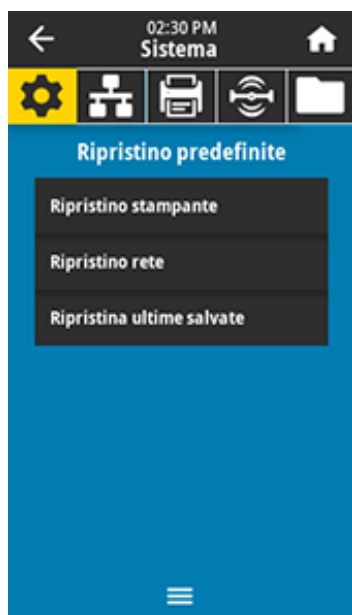 02:30 PM
Sistema
Ripristino predefinite
Ripristino stampante
Ripristino rete
Ripristina ultime salvate